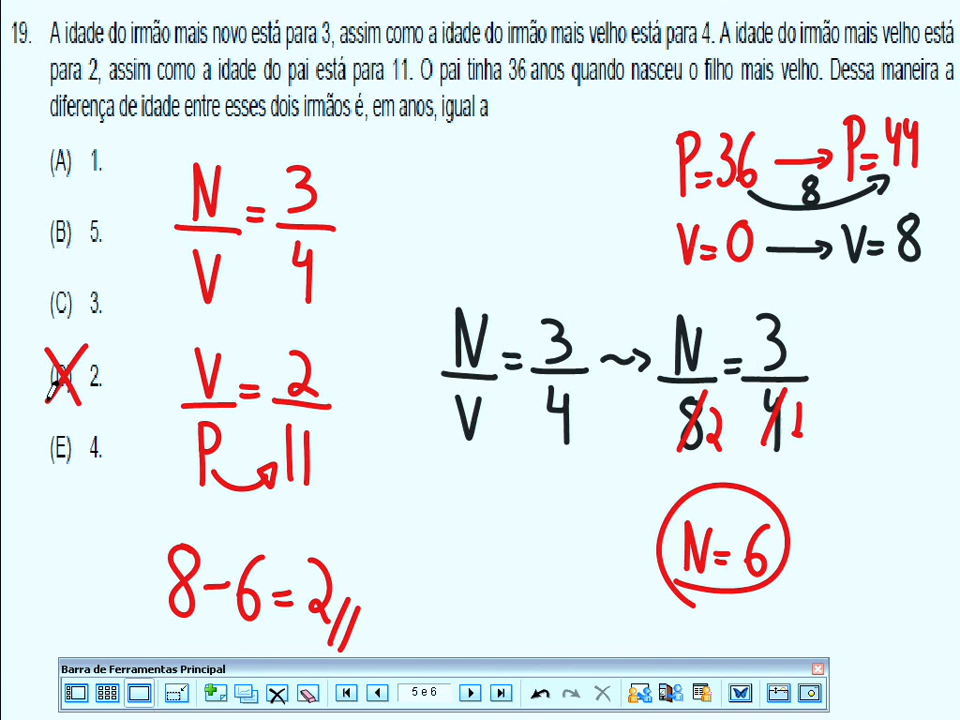 19. A idade do irmão mais novo está para 3, assim como a idade do irmão mais velho está para 4. A idade do irmão mais velho está
para 2, assim como a idade do pai está para 11. O pai tinha 36 anos quando nasceu o filho mais velho. Dessa maneira a
diferença de idade entre esses dois irmãos é, em anos, igual a
(A) 1.
(B) 5.
(C) 3.
(D) 2.
(E) 4.
N/V = 3/4
V/P = 2/11
8 - 6 = 2//
P=36 → P=44
8
V=0 → V=8
N/V = 3/4 ⤳ N/8 = 3/4
2 1
N=6
Barra de Ferramentas Principal
5 e 6